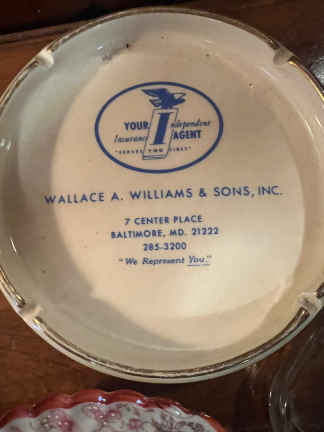 YOUR Independent
Insurance AGENT
"SERVES YOU FIRST"
WALLACE A. WILLIAMS & SONS, INC.
7 CENTER PLACE
BALTIMORE, MD. 21222
285-3200
"We Represent You."